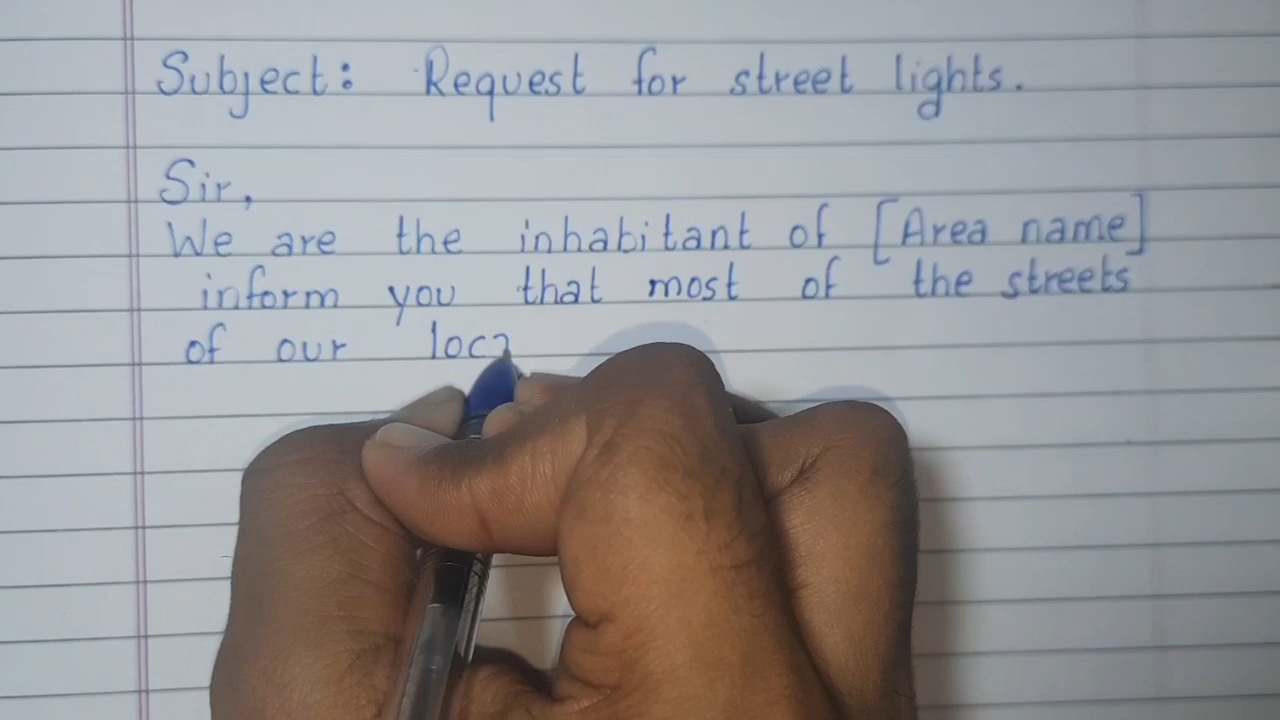 Subject: Request for street lights.
Sir,
We are the inhabitant of [Area name]
inform you that most of the streets
of our